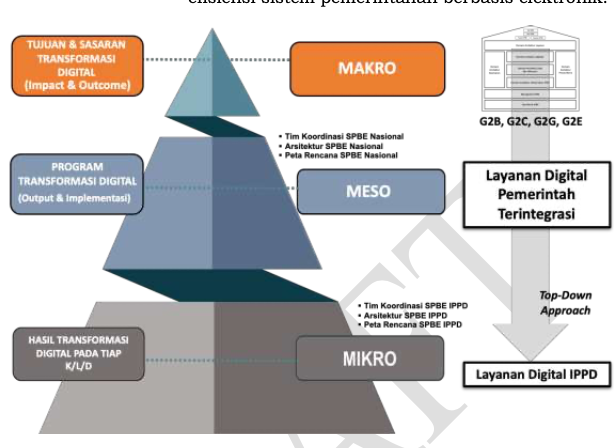 efisiensi sistem pemerintahan berbasis elektronik.
TUJUAN & SASARAN
TRANSFORMASI
DIGITAL
(Impact & Outcome)
MAKRO
G2B, G2C, G2G, G2E
▪ Tim Koordinasi SPBE Nasional
▪ Arsitektur SPBE Nasional
▪ Peta Rencana SPBE Nasional
PROGRAM
TRANSFORMASI DIGITAL
(Output & Implementasi)
MESO
Layanan Digital
Pemerintah
Terintegrasi
Top-Down
Approach
▪ Tim Koordinasi SPBE IPPD
▪ Arsitektur SPBE IPPD
▪ Peta Rencana SPBE IPPD
HASIL TRANSFORMASI
DIGITAL PADA TIAP
K/L/D
MIKRO
Layanan Digital IPPD